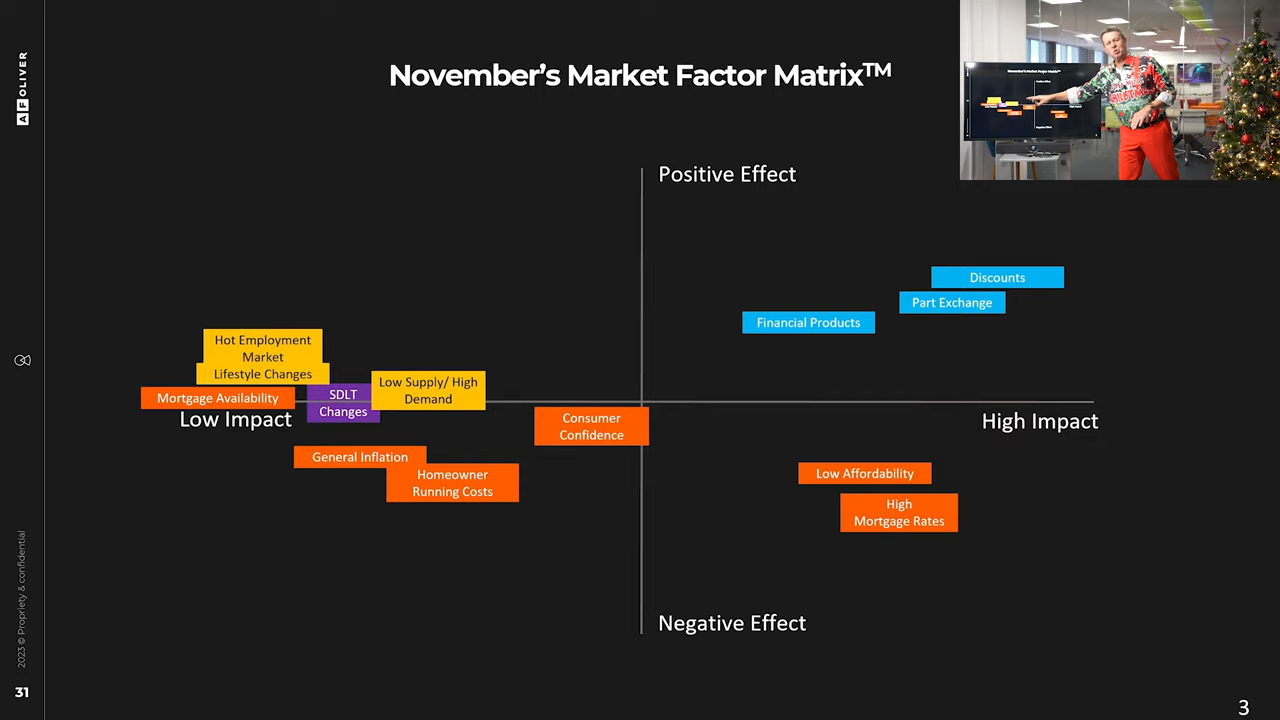 November's Market Factor Matrix™
AF OLIVER
Positive Effect
Discounts
Part Exchange
Financial Products
Hot Employment
Market
Lifestyle Changes
Low Supply/ High
Demand
SDLT
Changes
Mortgage Availability
Low Impact
High Impact
Consumer
Confidence
General Inflation
Homeowner
Running Costs
Low Affordability
High
Mortgage Rates
Negative Effect
2023 © Propriety & confidential
31
3